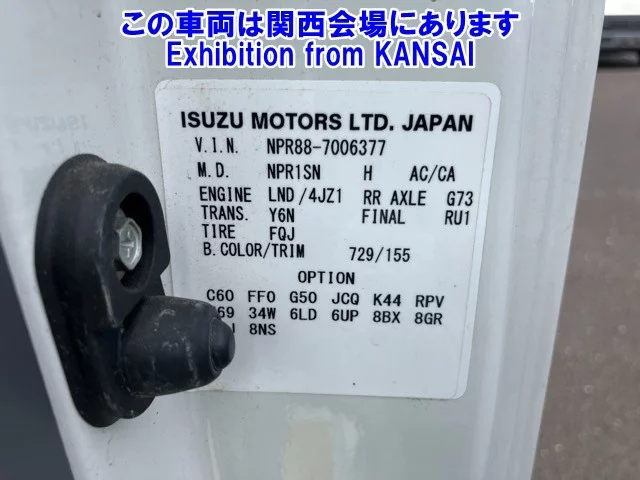 この車両は関西会場にあります
Exhibition from KANSAI
ISUZU MOTORS LTD. JAPAN
V.I.N. NPR88-7006377
M.D. NPR1SN H AC/CA
ENGINE LND/4JZ1 RR AXLE G73
TRANS. Y6N FINAL RU1
TIRE FQJ
B.COLOR/TRIM 729/155
OPTION
C60 FF0 G50 JCQ K44 RPV
34W 6LD 6UP 8BX 8GR
8NS